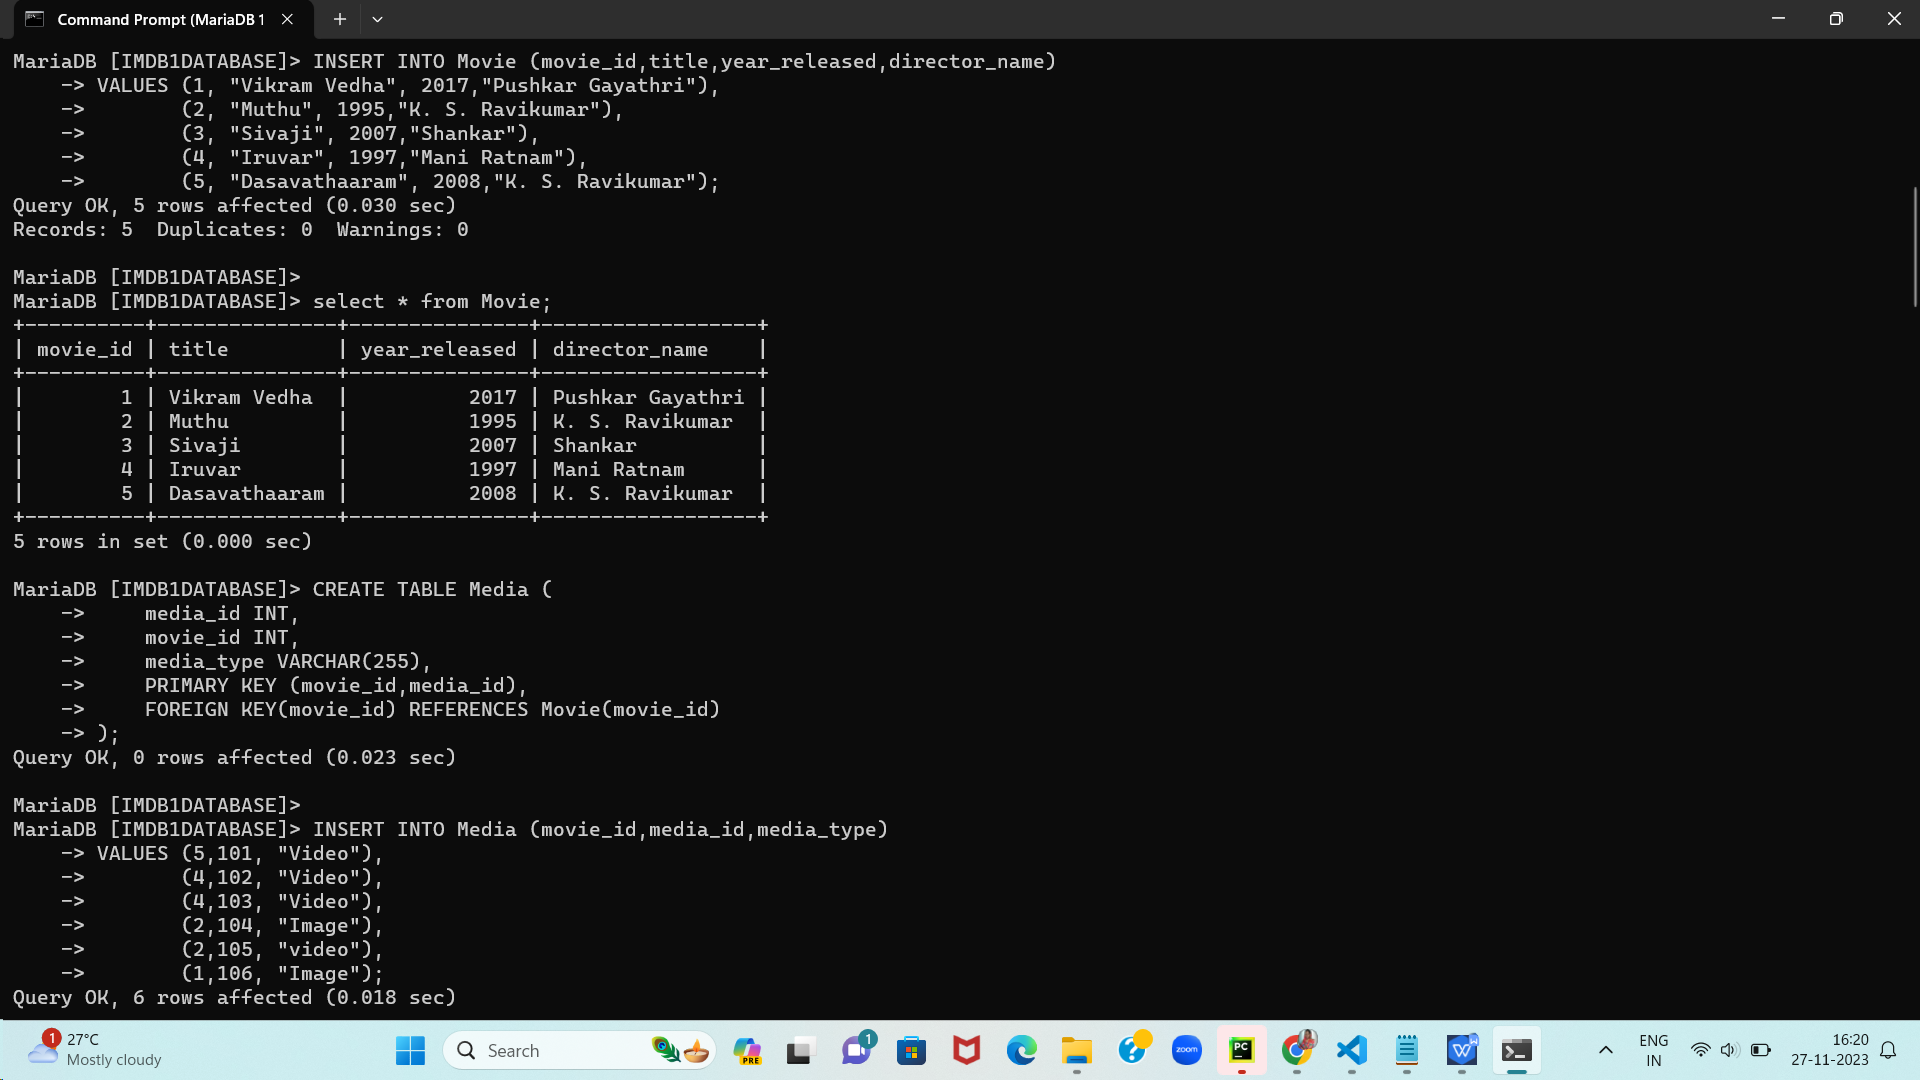 Command Prompt (MariaDB 1
MariaDB [IMDB1DATABASE]> INSERT INTO Movie (movie_id,title,year_released,director_name)
    -> VALUES (1, "Vikram Vedha", 2017,"Pushkar Gayathri"),
    ->        (2, "Muthu", 1995,"K. S. Ravikumar"),
    ->        (3, "Sivaji", 2007,"Shankar"),
    ->        (4, "Iruvar", 1997,"Mani Ratnam"),
    ->        (5, "Dasavathaaram", 2008,"K. S. Ravikumar");
Query OK, 5 rows affected (0.030 sec)
Records: 5  Duplicates: 0  Warnings: 0
MariaDB [IMDB1DATABASE]>
MariaDB [IMDB1DATABASE]> select * from Movie;
+----------+---------------+---------------+------------------+
| movie_id | title         | year_released | director_name    |
+----------+---------------+---------------+------------------+
|        1 | Vikram Vedha  |          2017 | Pushkar Gayathri |
|        2 | Muthu         |          1995 | K. S. Ravikumar  |
|        3 | Sivaji        |          2007 | Shankar          |
|        4 | Iruvar        |          1997 | Mani Ratnam      |
|        5 | Dasavathaaram |          2008 | K. S. Ravikumar  |
+----------+---------------+---------------+------------------+
5 rows in set (0.000 sec)
MariaDB [IMDB1DATABASE]> CREATE TABLE Media (
    ->     media_id INT,
    ->     movie_id INT,
    ->     media_type VARCHAR(255),
    ->     PRIMARY KEY (movie_id,media_id),
    ->     FOREIGN KEY(movie_id) REFERENCES Movie(movie_id)
    -> );
Query OK, 0 rows affected (0.023 sec)
MariaDB [IMDB1DATABASE]>
MariaDB [IMDB1DATABASE]> INSERT INTO Media (movie_id,media_id,media_type)
    -> VALUES (5,101, "Video"),
    ->        (4,102, "Video"),
    ->        (4,103, "Video"),
    ->        (2,104, "Image"),
    ->        (2,105, "video"),
    ->        (1,106, "Image");
Query OK, 6 rows affected (0.018 sec)
1
27°C
Mostly cloudy
Search
PRE
1
zoom
PC
W
ENG
IN
16:20
27-11-2023